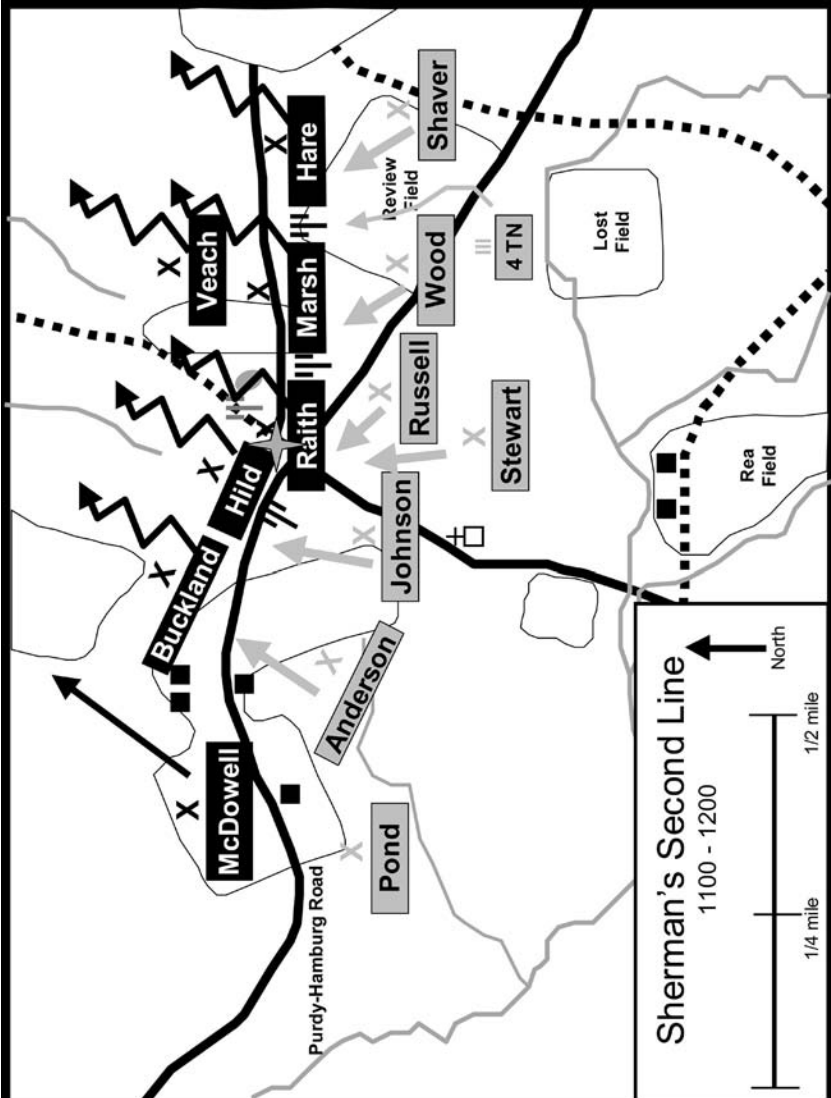 Shaver
Hare
Review
Field
Veach
Marsh
Wood
4 TN
Lost
Field
Raith
Russell
Stewart
Hild
Johnson
Rea
Field
Buckland
Anderson
McDowell
Pond
Purdy-Hamburg Road
Sherman's Second Line
1100 - 1200
North
1/4 mile
1/2 mile